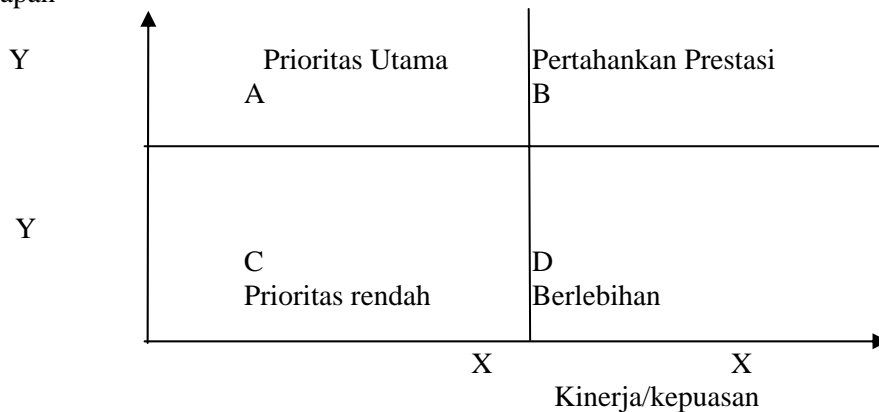 Y Prioritas Utama Pertahankan Prestasi
A B
Y
C D
Prioritas rendah Berlebihan
X X
Kinerja/kepuasan